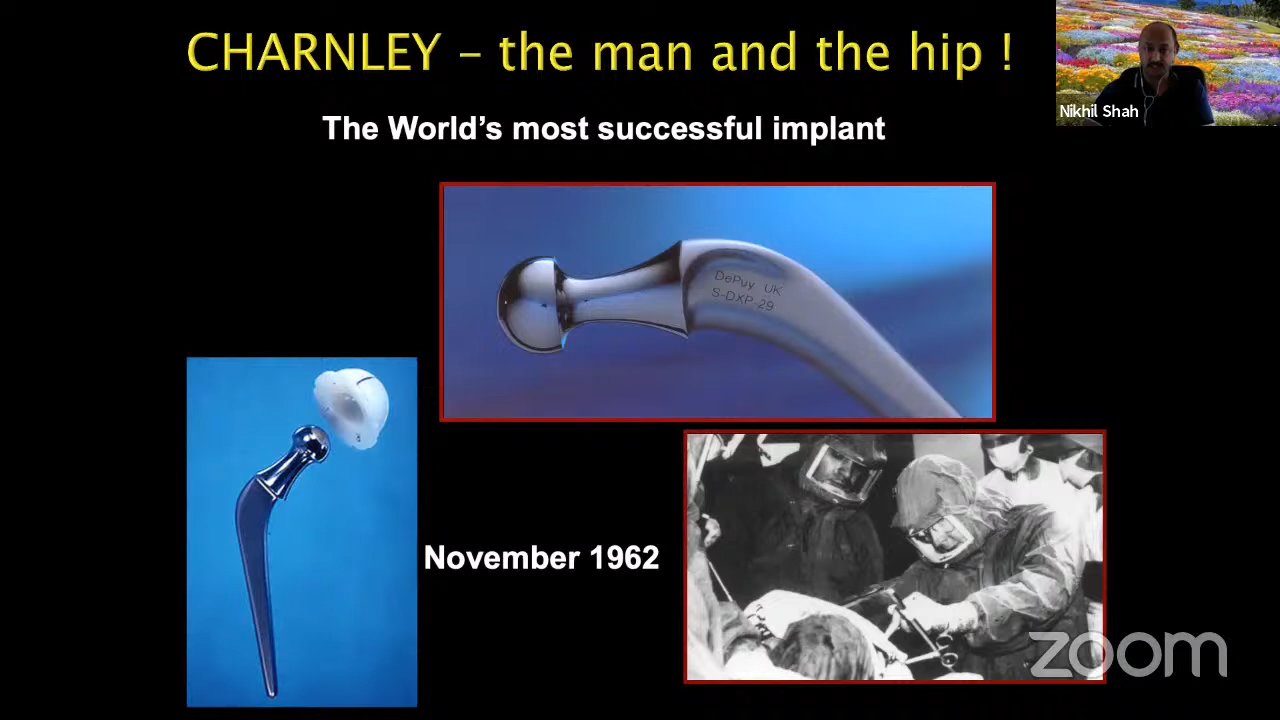 CHARNLEY – the man and the hip !
Nikhil Shah
The World's most successful implant
DePuy UK
S-DXP-29
November 1962
zoom